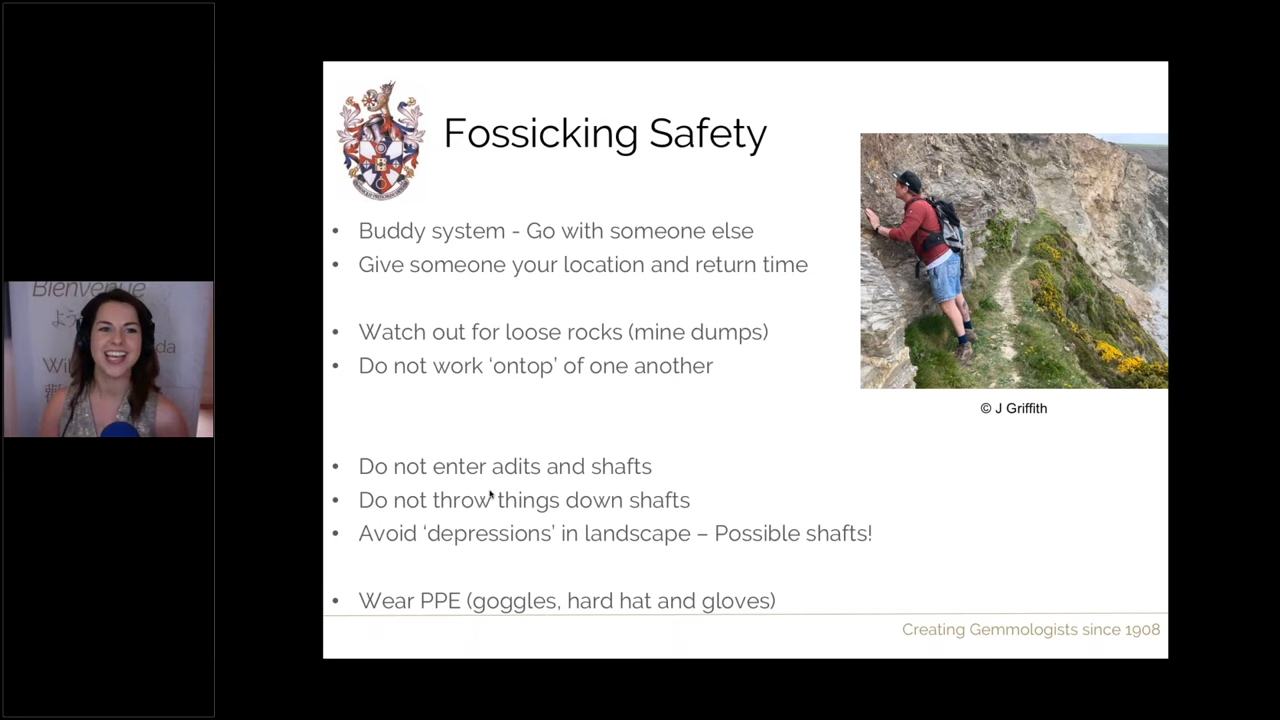 Fossicking Safety
• Buddy system - Go with someone else
• Give someone your location and return time
• Watch out for loose rocks (mine dumps)
• Do not work ‘ontop’ of one another
• Do not enter adits and shafts
• Do not throw things down shafts
• Avoid ‘depressions’ in landscape – Possible shafts!
• Wear PPE (goggles, hard hat and gloves)
© J Griffith
Creating Gemmologists since 1908
Bienvenue